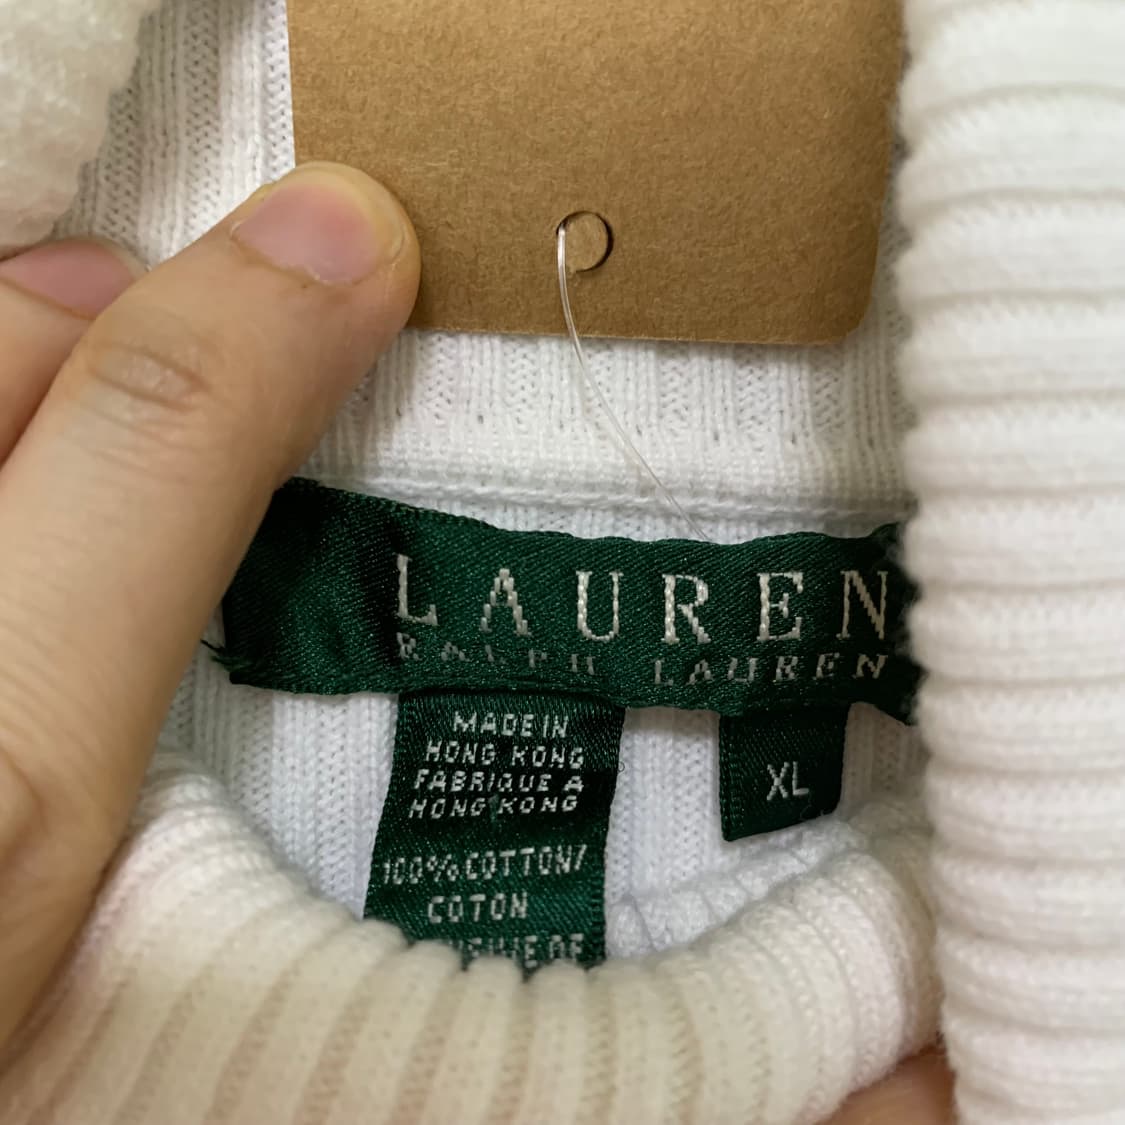 LAUREN
RALPH LAUREN
MADE IN
HONG KONG
FABRIQUE A
HONG KONG
XL
100% COTTON/
COTON